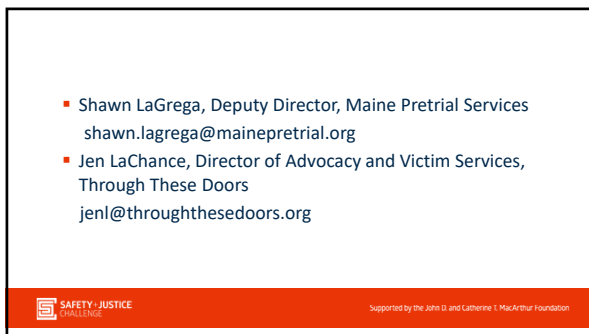 ▪ Shawn LaGrega, Deputy Director, Maine Pretrial Services
shawn.lagrega@mainepretrial.org
▪ Jen LaChance, Director of Advocacy and Victim Services,
Through These Doors
jenl@throughthesedoors.org
SAFETY+JUSTICE
CHALLENGE
Supported by the John D. and Catherine T. MacArthur Foundation